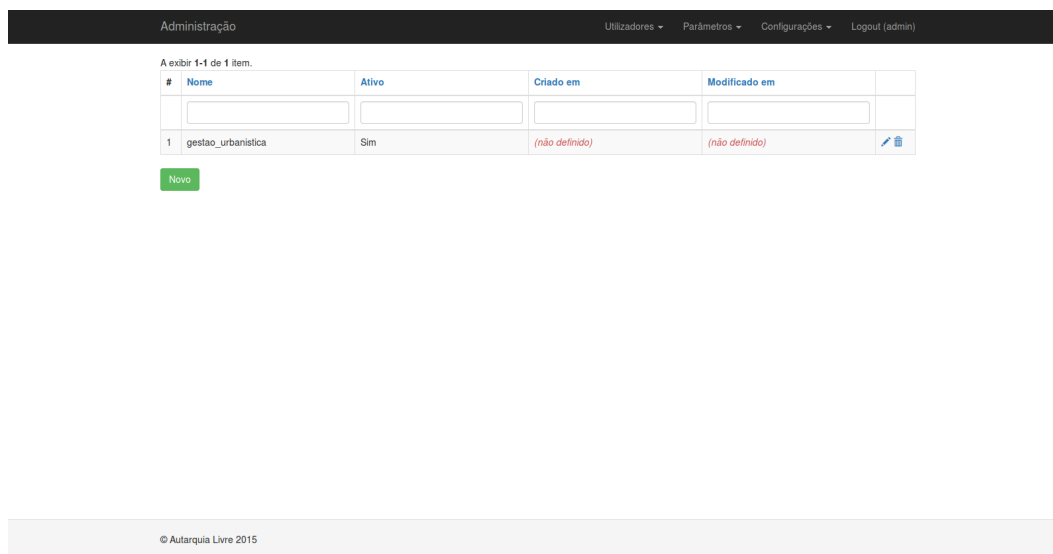 Administração Utilizadores Parâmetros Configurações Logout (admin)
A exibir 1-1 de 1 item.
# Nome Ativo Criado em Modificado em
1 gestao_urbanistica Sim (não definido) (não definido)
Novo
© Autarquia Livre 2015